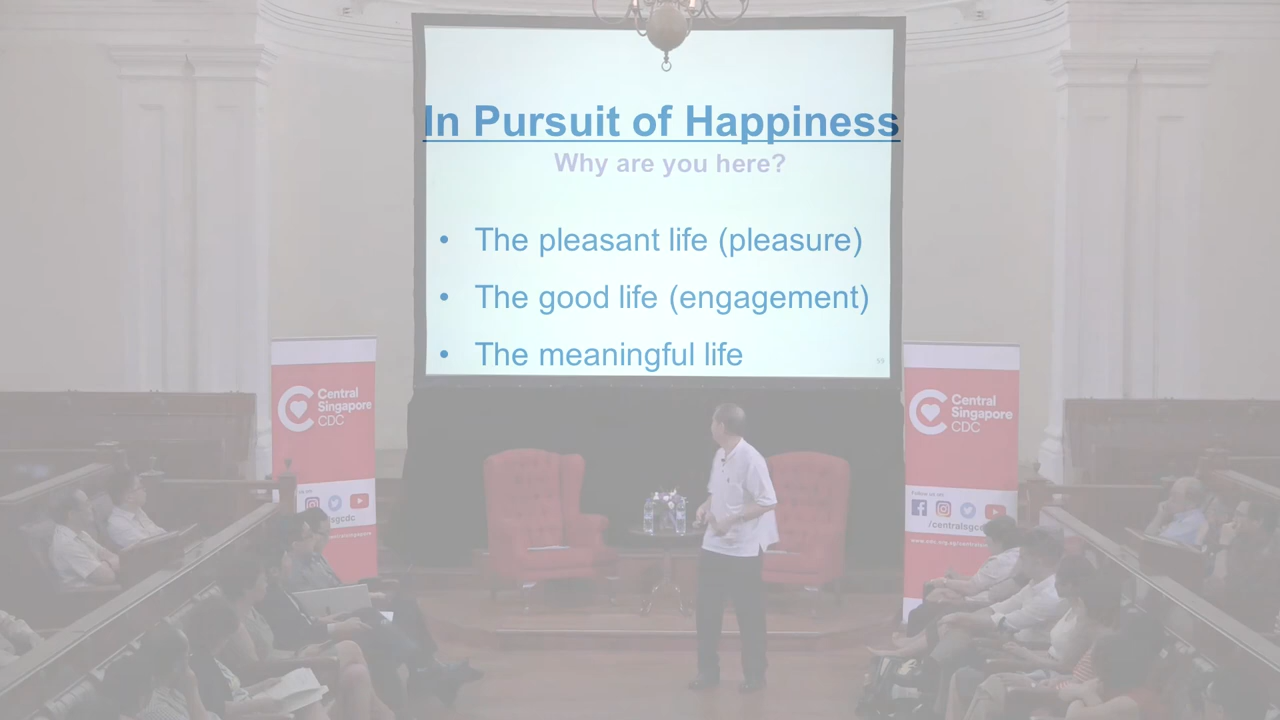 In Pursuit of Happiness
Why are you here?
• The pleasant life (pleasure)
• The good life (engagement)
• The meaningful life
59
Central
Singapore
CDC
Central
Singapore
CDC
Follow us on:
/centralsgcdc